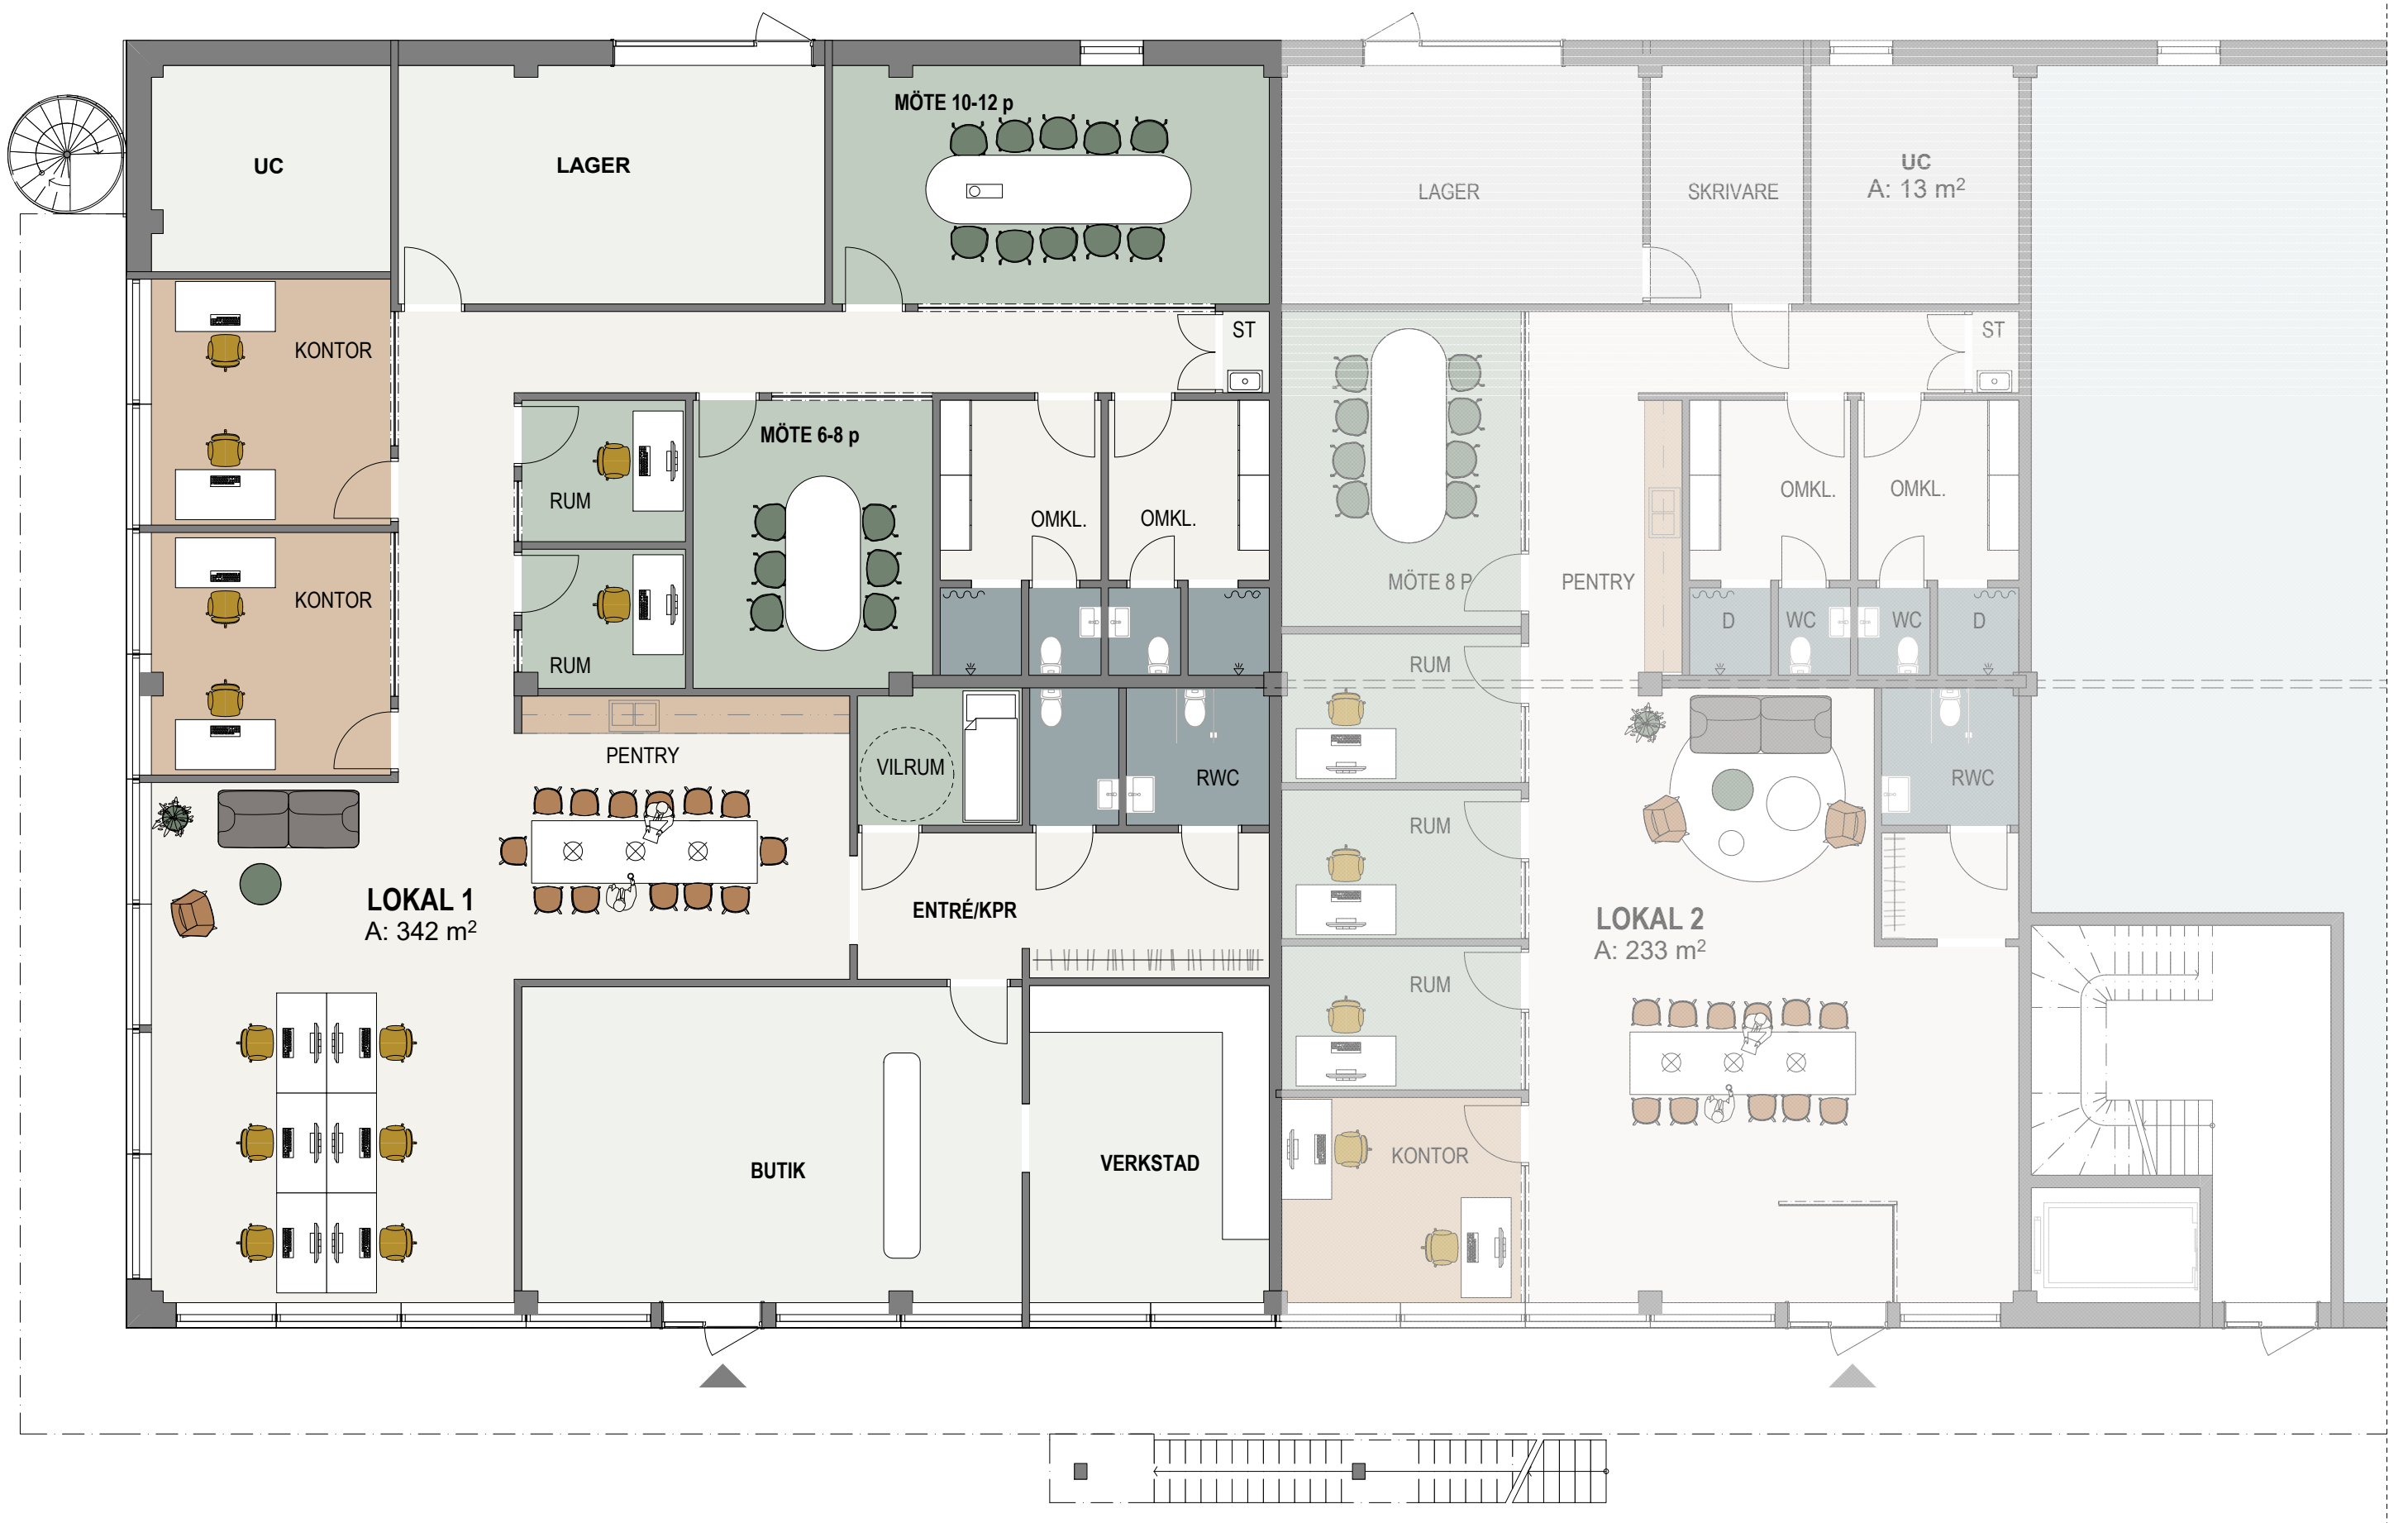 MÖTE 10-12 p
UC
LAGER
LAGER
SKRIVARE
UC
A: 13 m²
KONTOR
ST
ST
MÖTE 6-8 p
RUM
OMKL.
OMKL.
OMKL.
OMKL.
KONTOR
MÖTE 8 P
PENTRY
RUM
D
WC
WC
D
RUM
PENTRY
VILRUM
RWC
RWC
RUM
LOKAL 1
A: 342 m²
ENTRÉ/KPR
LOKAL 2
A: 233 m²
RUM
BUTIK
VERKSTAD
KONTOR